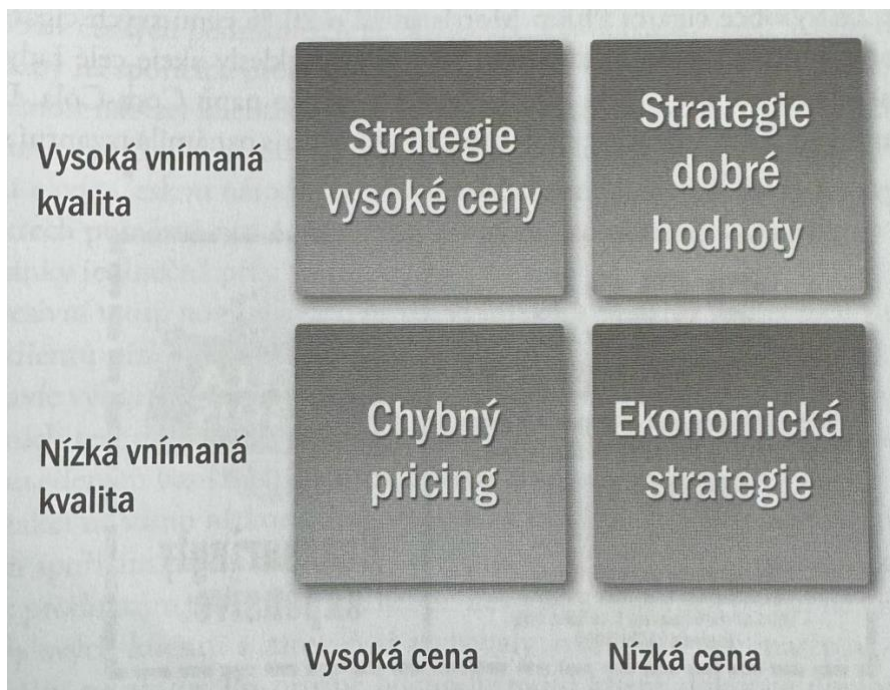 Vysoká vnímaná
kvalita
Strategie
vysoké ceny
Strategie
dobré
hodnoty
Nízká vnímaná
kvalita
Chybný
pricing
Ekonomická
strategie
Vysoká cena
Nízká cena